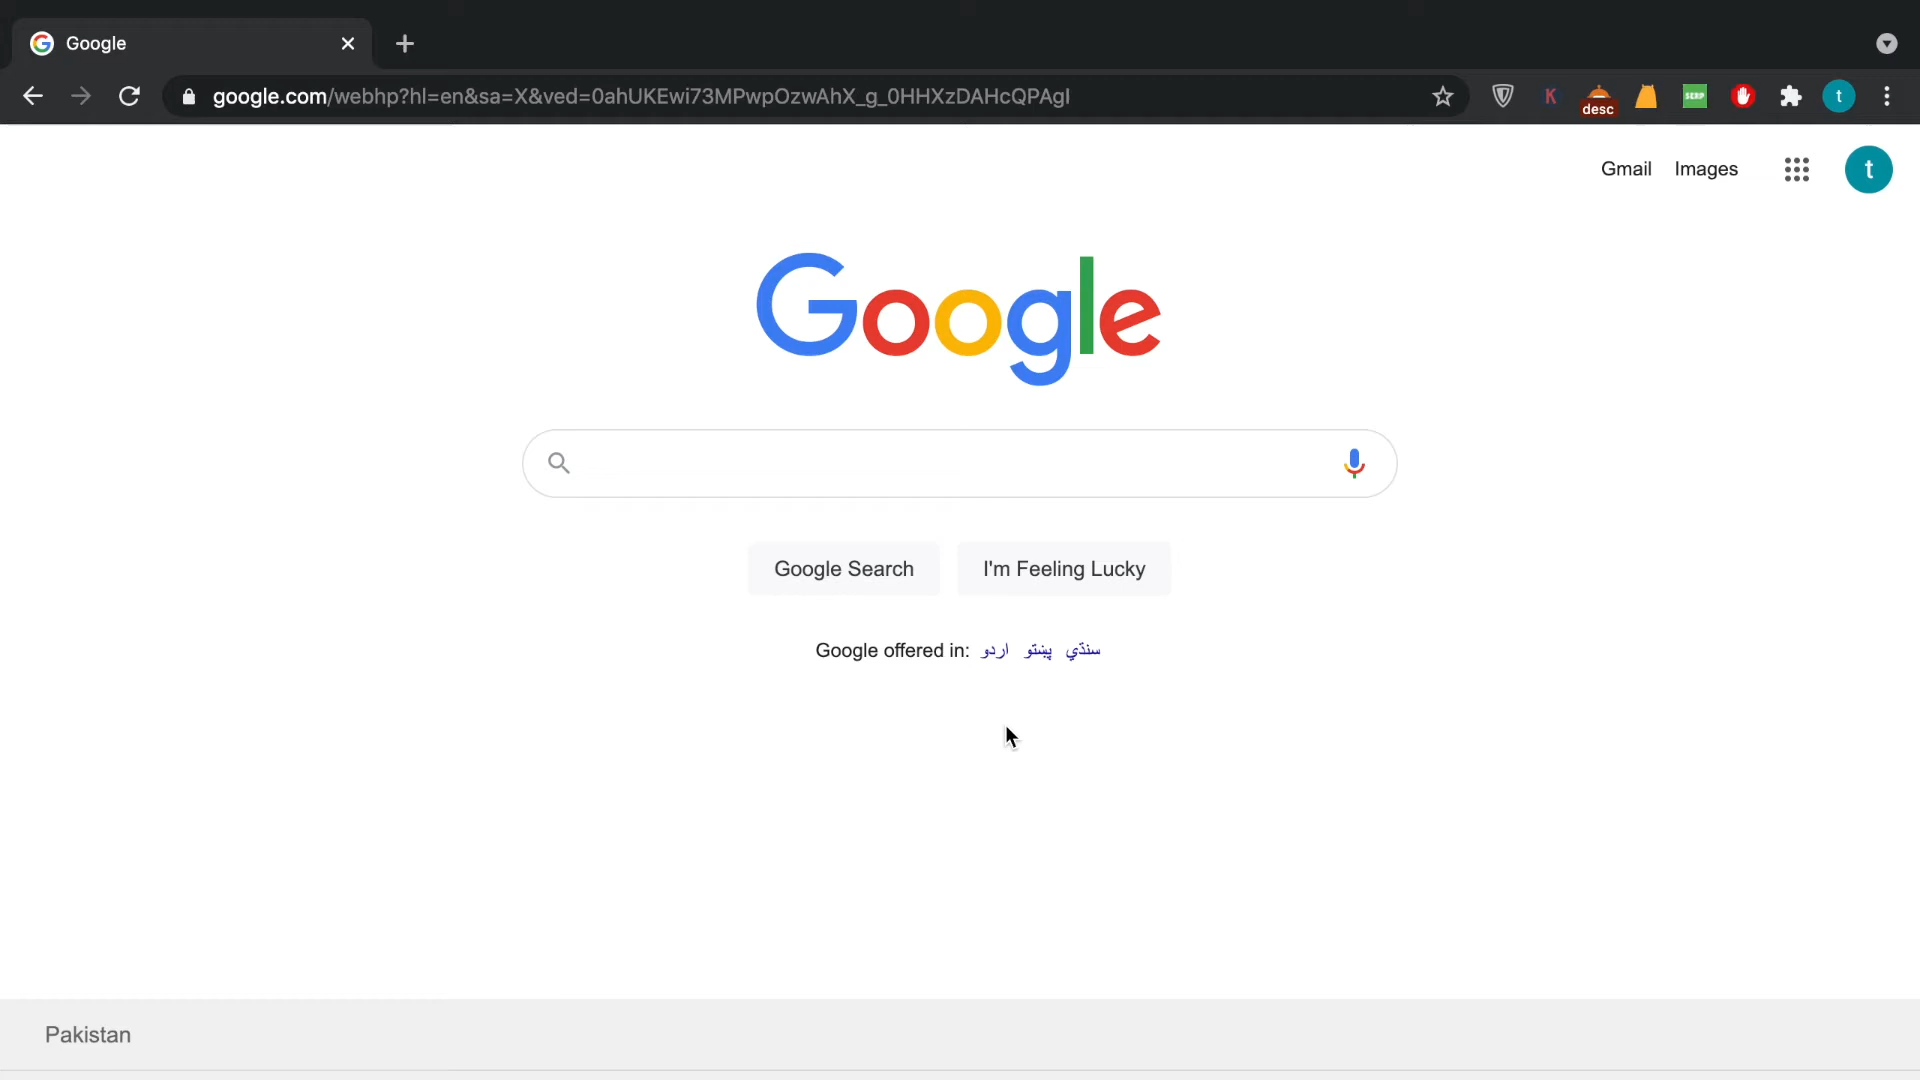 Google
google.com/webhp?hl=en&sa=X&ved=0ahUKEwi73MPwpOzwAhX_g_0HHXzDAHcQPAgI
K
desc
SERP
t
Gmail Images
t
Google
Google Search I'm Feeling Lucky
Google offered in: اردو پښتو سنڌي
Pakistan